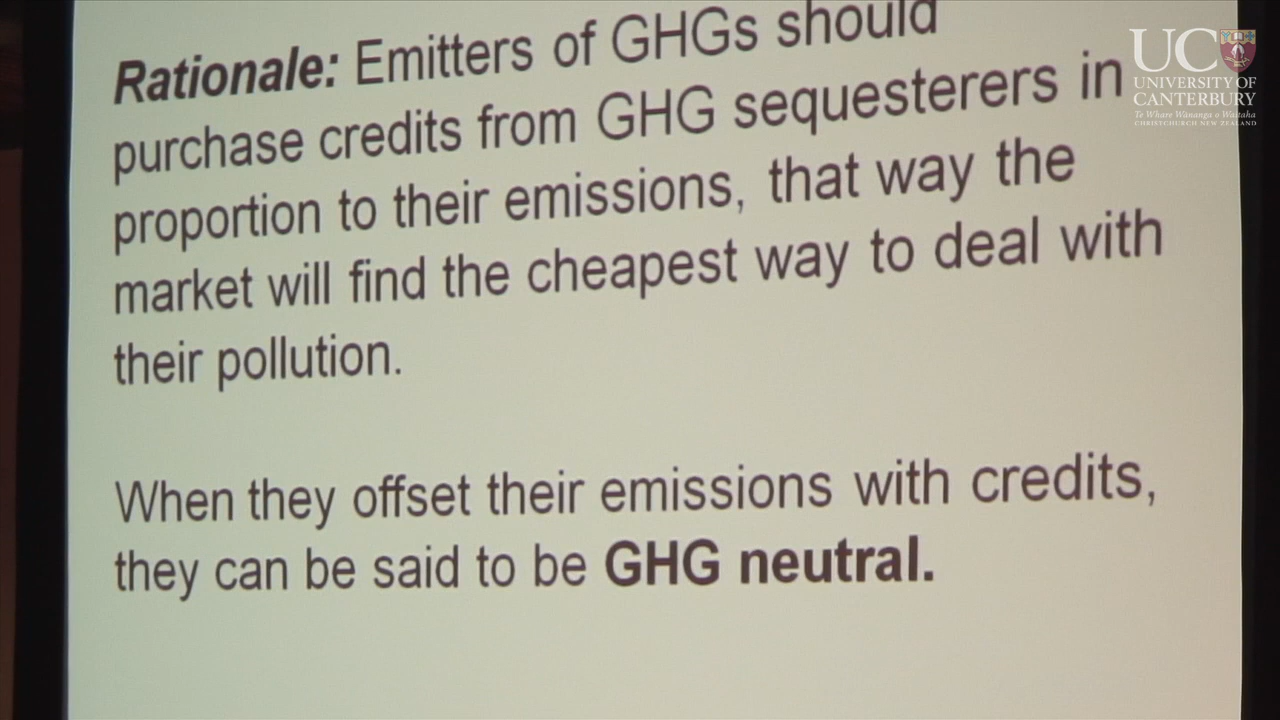 Rationale: Emitters of GHGs should
purchase credits from GHG sequesterers in
proportion to their emissions, that way the
market will find the cheapest way to deal with
their pollution.
When they offset their emissions with credits,
they can be said to be GHG neutral.
UC
UNIVERSITY OF
CANTERBURY
Te Whare Wānanga o Waitaha
CHRISTCHURCH NEW ZEALAND